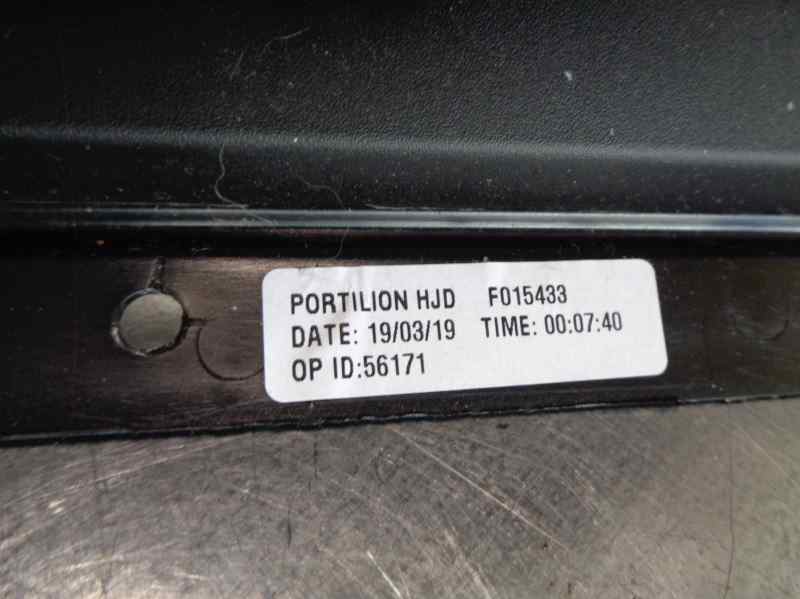 PORTILION HJD F015433
DATE: 19/03/19 TIME: 00:07:40
OP ID:56171